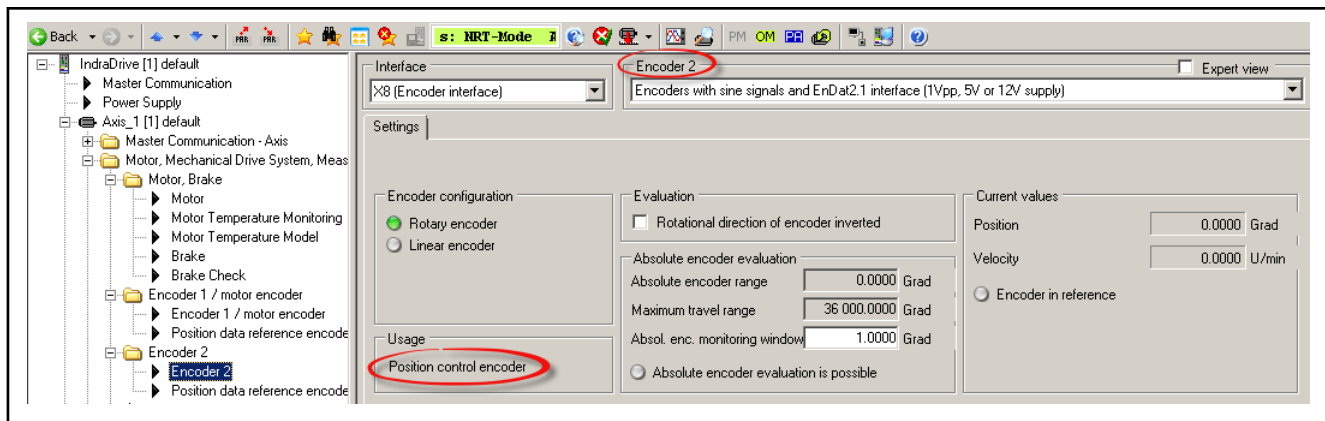 Back PAR PAR s: NRT-Mode PM OM
IndraDrive [1] default
Master Communication
Power Supply
Axis_1 [1] default
Master Communication - Axis
Motor, Mechanical Drive System, Meas
Motor, Brake
Motor
Motor Temperature Monitoring
Motor Temperature Model
Brake
Brake Check
Encoder 1 / motor encoder
Encoder 1 / motor encoder
Position data reference encode
Encoder 2
Encoder 2
Position data reference encode
Interface
X8 (Encoder interface)
Encoder 2 Expert view
Encoders with sine signals and EnDat2.1 interface (1Vpp, 5V or 12V supply)
Settings
Encoder configuration
Rotary encoder
Linear encoder
Usage
Position control encoder
Evaluation
Rotational direction of encoder inverted
Absolute encoder evaluation
Absolute encoder range 0.0000 Grad
Maximum travel range 36 000.0000 Grad
Absol. enc. monitoring window 1.0000 Grad
Absolute encoder evaluation is possible
Current values
Position 0.0000 Grad
Velocity 0.0000 U/min
Encoder in reference